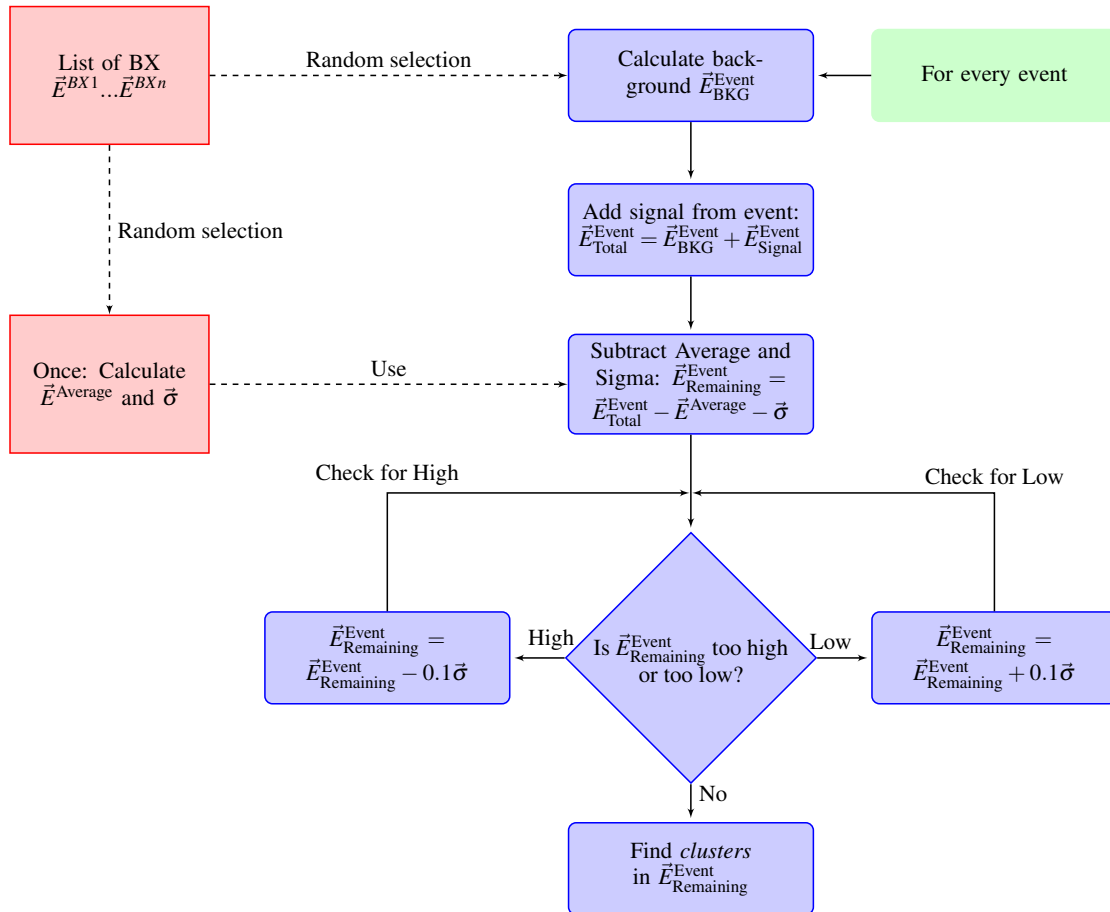 List of BX
E⃗^{BX1}...E⃗^{BXn}
Random selection
Calculate back-
ground E⃗^{Event}_{BKG}
For every event
Random selection
Add signal from event:
E⃗^{Event}_{Total} = E⃗^{Event}_{BKG} + E⃗^{Event}_{Signal}
Once: Calculate
E⃗^{Average} and σ⃗
Use
Subtract Average and
Sigma: E⃗^{Event}_{Remaining} =
E⃗^{Event}_{Total} − E⃗^{Average} − σ⃗
Check for High
Check for Low
E⃗^{Event}_{Remaining} =
E⃗^{Event}_{Remaining} − 0.1σ⃗
High
Is E⃗^{Event}_{Remaining} too high
or too low?
Low
E⃗^{Event}_{Remaining} =
E⃗^{Event}_{Remaining} + 0.1σ⃗
No
Find clusters
in E⃗^{Event}_{Remaining}